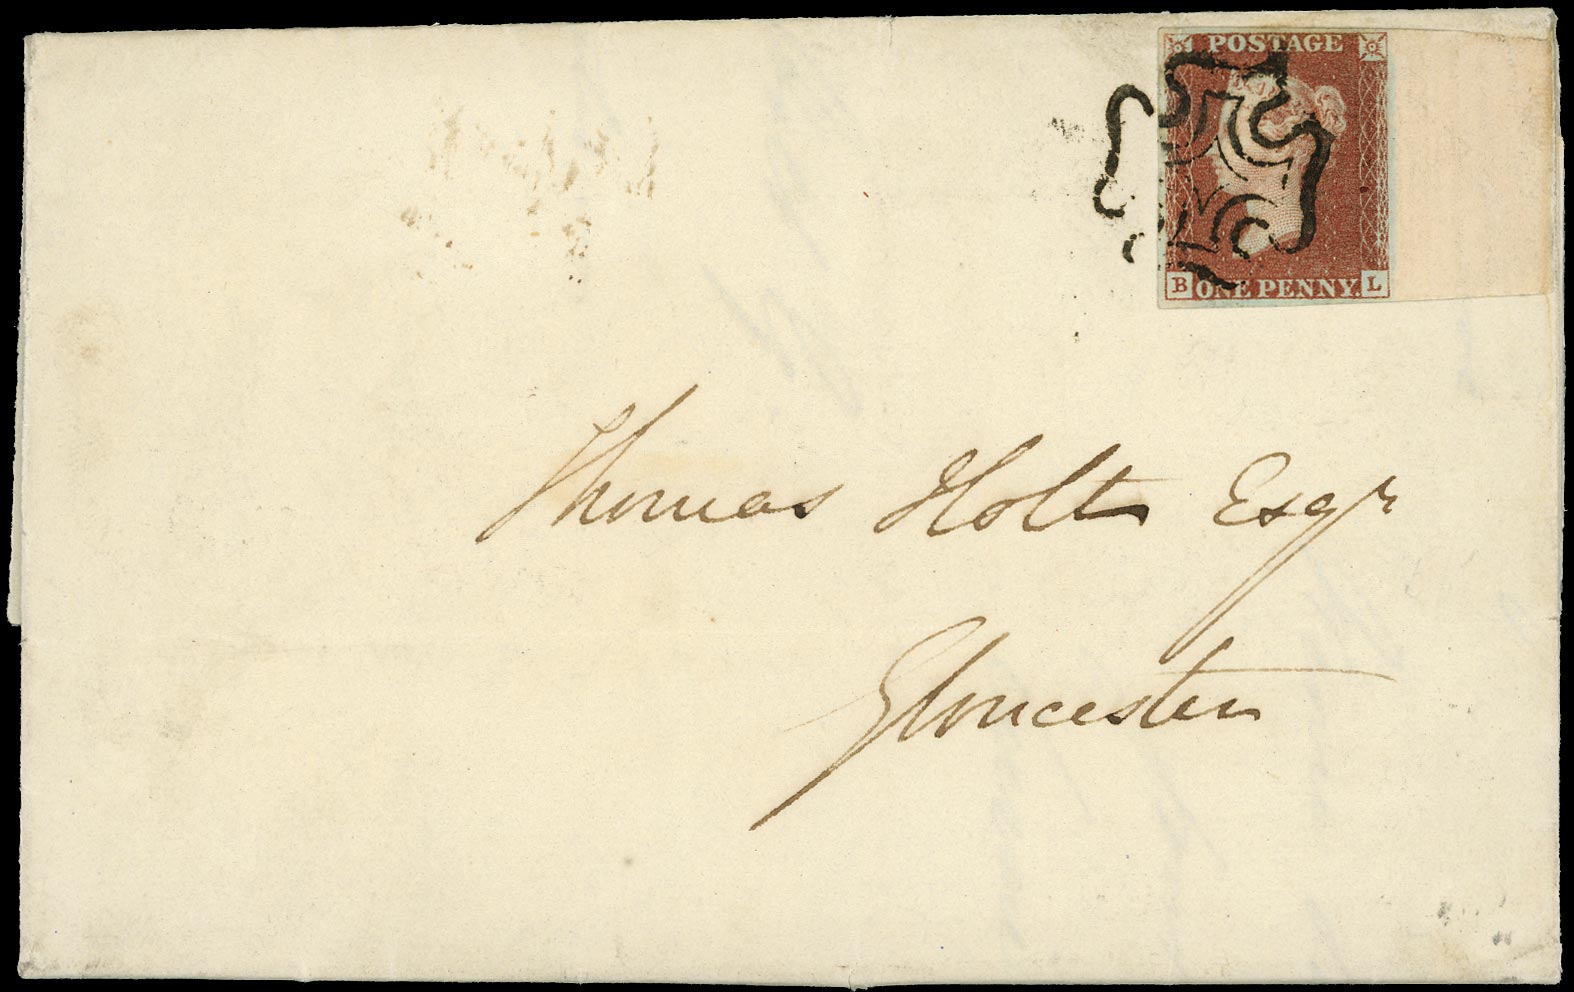 POSTAGE
B ONE PENNY. L
Thomas Holt Esqr
Gloucester